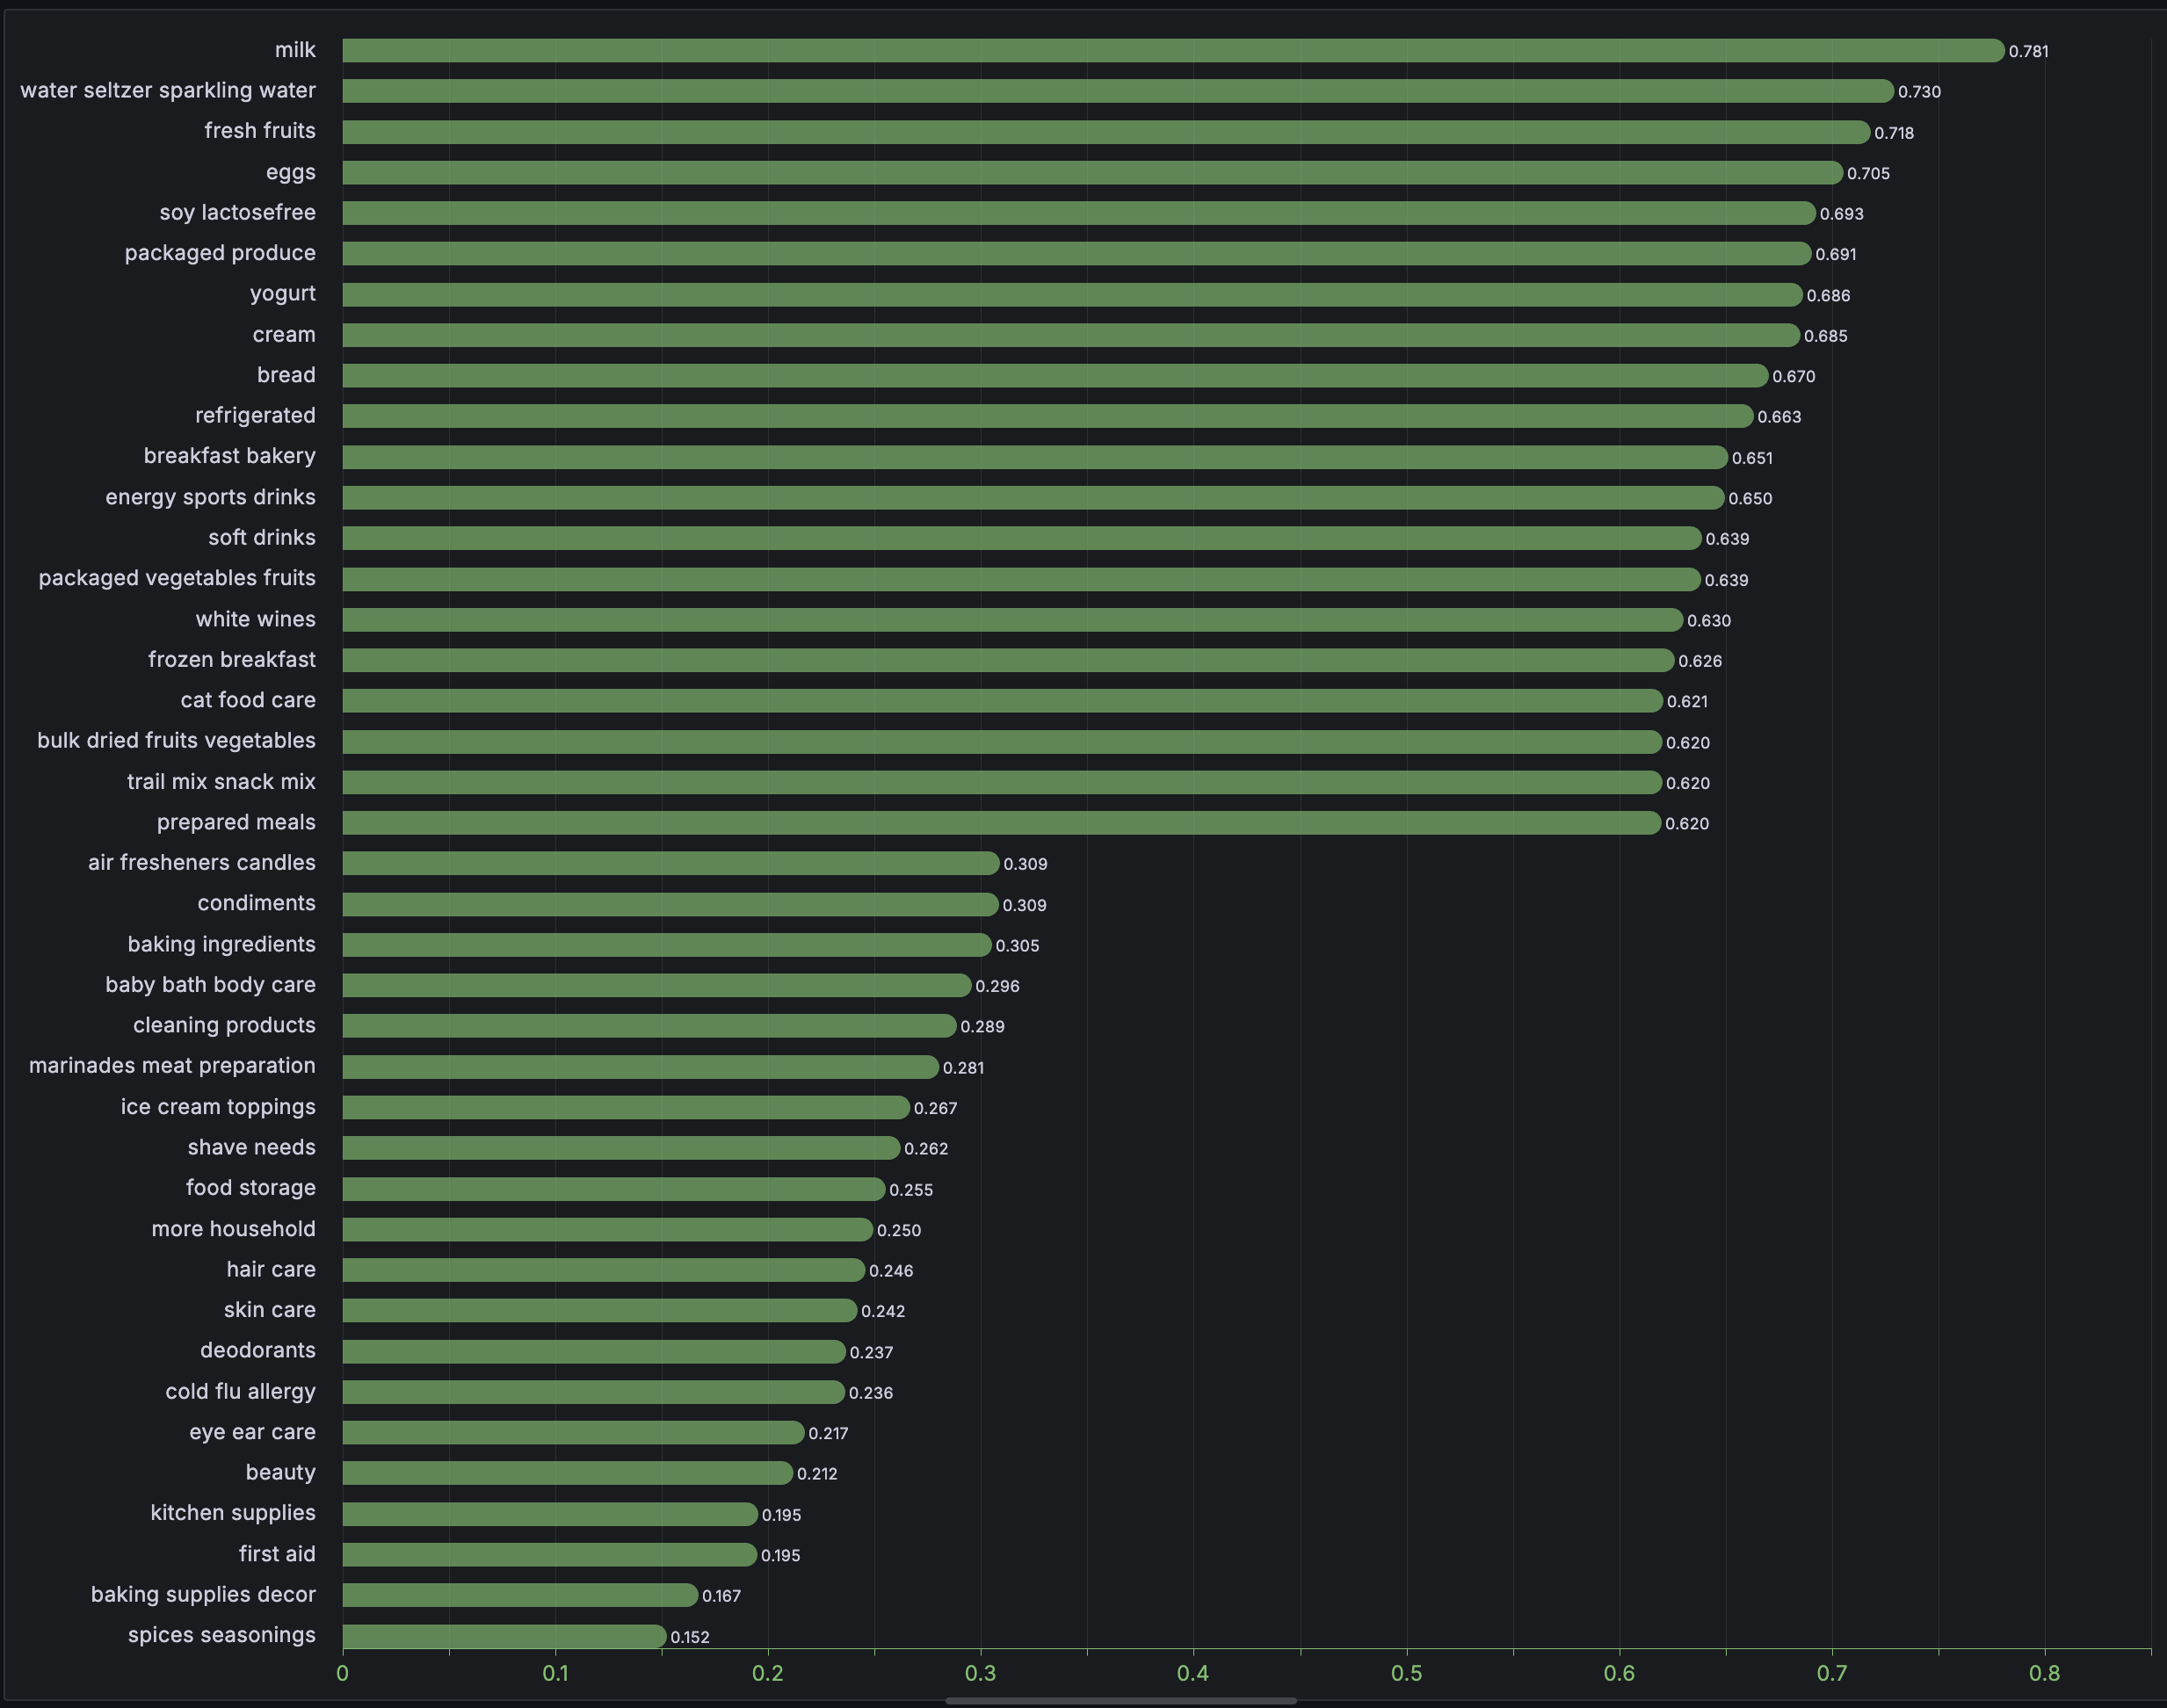 milk 0.781
water seltzer sparkling water 0.730
fresh fruits 0.718
eggs 0.705
soy lactosefree 0.693
packaged produce 0.691
yogurt 0.686
cream 0.685
bread 0.670
refrigerated 0.663
breakfast bakery 0.651
energy sports drinks 0.650
soft drinks 0.639
packaged vegetables fruits 0.639
white wines 0.630
frozen breakfast 0.626
cat food care 0.621
bulk dried fruits vegetables 0.620
trail mix snack mix 0.620
prepared meals 0.620
air fresheners candles 0.309
condiments 0.309
baking ingredients 0.305
baby bath body care 0.296
cleaning products 0.289
marinades meat preparation 0.281
ice cream toppings 0.267
shave needs 0.262
food storage 0.255
more household 0.250
hair care 0.246
skin care 0.242
deodorants 0.237
cold flu allergy 0.236
eye ear care 0.217
beauty 0.212
kitchen supplies 0.195
first aid 0.195
baking supplies decor 0.167
spices seasonings 0.152
0 0.1 0.2 0.3 0.4 0.5 0.6 0.7 0.8